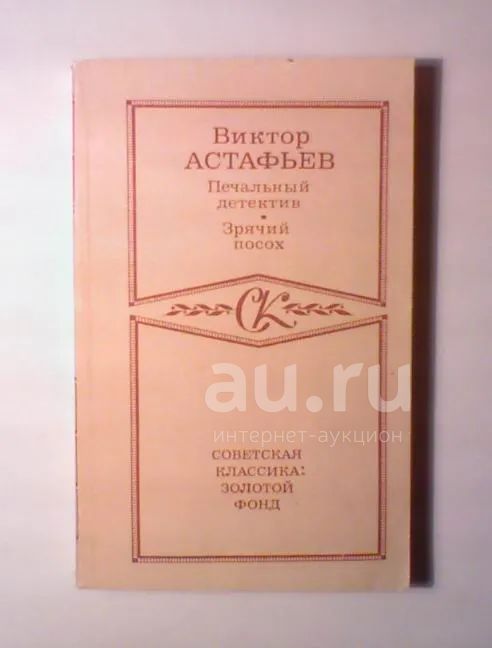 Виктор
АСТАФЬЕВ
Печальный
детектив
•
Зрячий
посох
СК
au.ru
интернет-аукцион
СОВЕТСКАЯ
КЛАССИКА:
ЗОЛОТОЙ
ФОНД